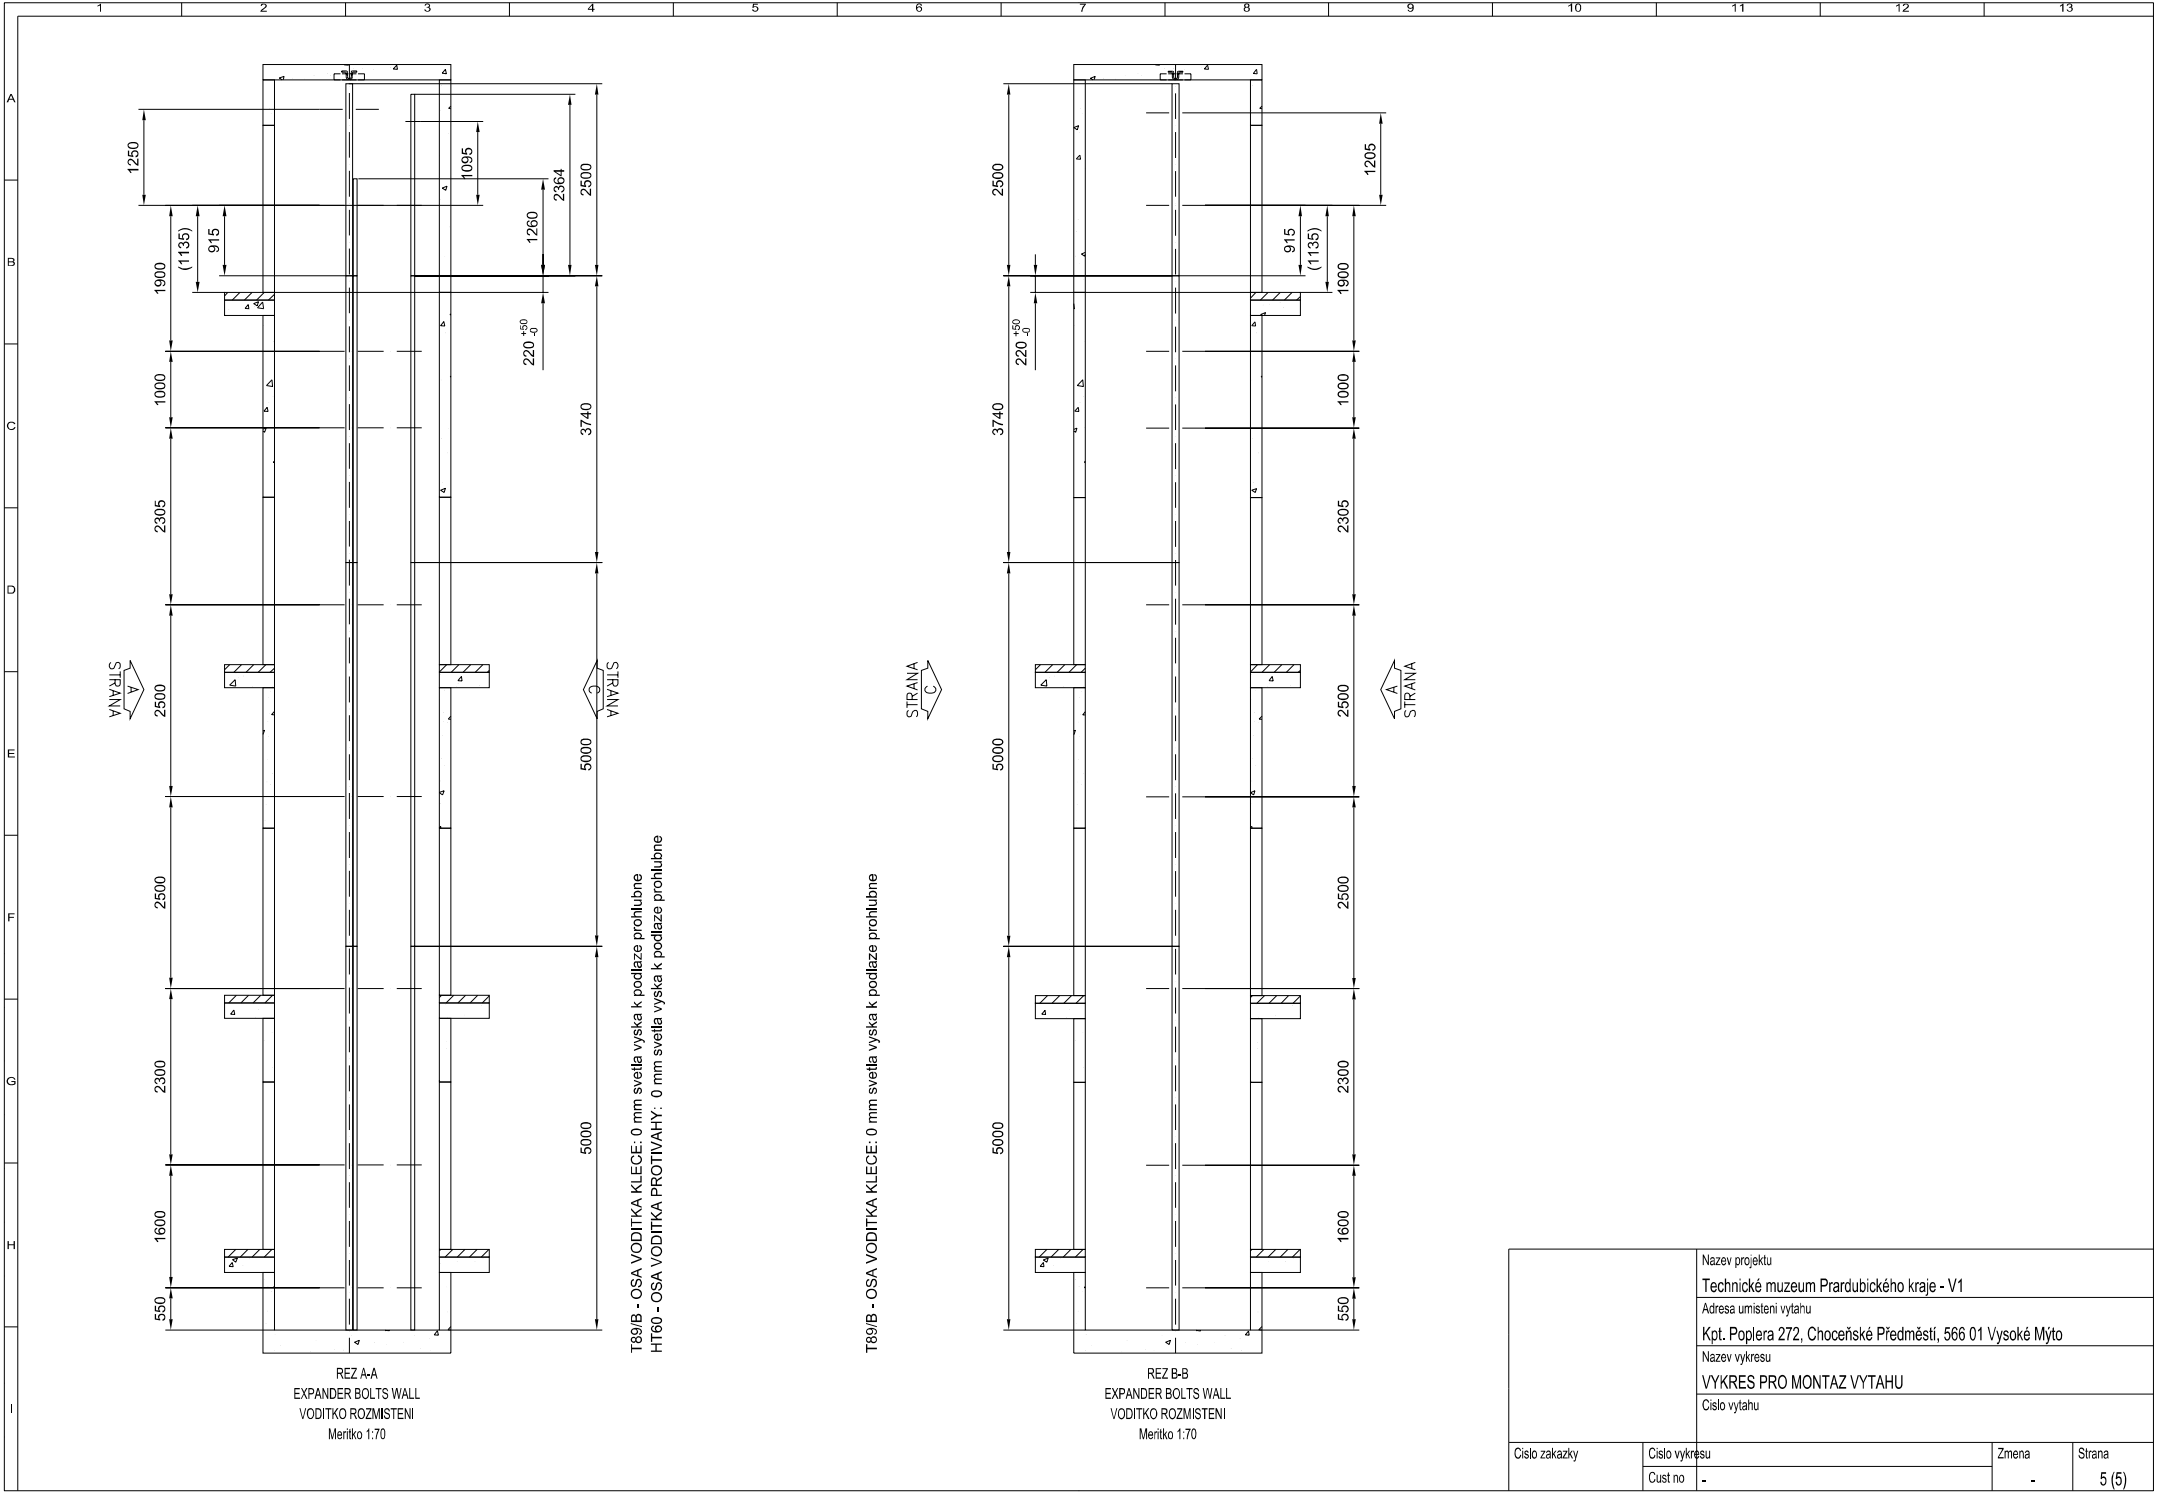 1 2 3 4 5 6 7 8 9 10 11 12 13
A
B
C
D
E
F
G
H
I
1250
1900
(1135)
915
1000
2305
2500
2500
2300
1600
550
1095
2364
2500
1260
220 +50 -0
3740
5000
5000
STRANA
A
STRANA
C
T89/B - OSA VODITKA KLECE: 0 mm svetla vyska k podlaze prohlubne
HT60 - OSA VODITKA PROTIVAHY: 0 mm svetla vyska k podlaze prohlubne
REZ A-A
EXPANDER BOLTS WALL
VODITKO ROZMISTENI
Meritko 1:70
2500
220 +50 -0
3740
5000
5000
STRANA
C
T89/B - OSA VODITKA KLECE: 0 mm svetla vyska k podlaze prohlubne
1205
915
(1135)
1900
1000
2305
2500
2500
2300
1600
550
A
STRANA
REZ B-B
EXPANDER BOLTS WALL
VODITKO ROZMISTENI
Meritko 1:70
Nazev projektu
Technické muzeum Prardubického kraje - V1
Adresa umisteni vytahu
Kpt. Poplera 272, Choceňské Předměstí, 566 01 Vysoké Mýto
Nazev vykresu
VYKRES PRO MONTAZ VYTAHU
Cislo vytahu
Cislo zakazky
Cislo vykresu
Zmena
Strana
Cust no -
-
5 (5)